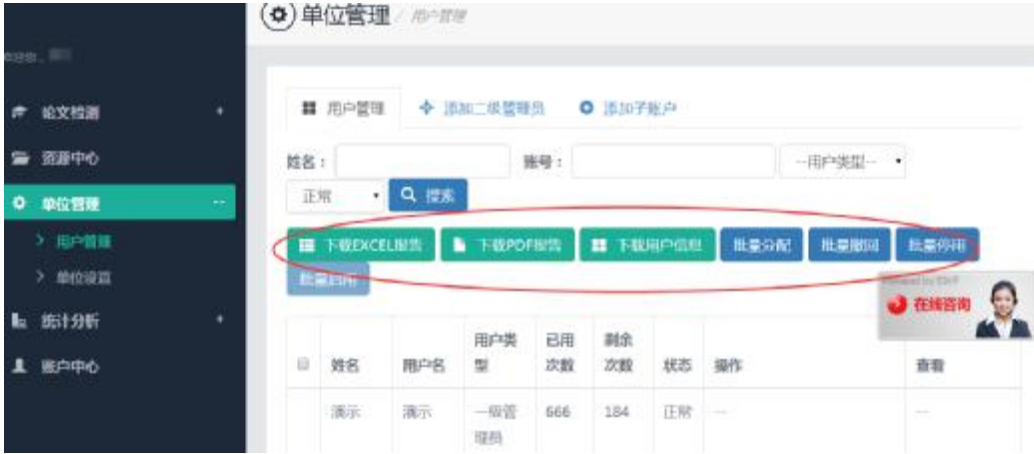 单位管理 / 用户管理
论文检测 +
资源中心
单位管理 --
> 用户管理
> 单位设置
统计分析 +
账户中心
用户管理 添加二级管理员 添加子账户
姓名： 账号： --用户类型--
正常 搜索
下载EXCEL报告 下载PDF报告 下载用户信息 批量分配 批量撤回 批量停用
批量启用
在线咨询
姓名 用户名 用户类型 已用次数 剩余次数 状态 操作 查看
演示 演示 一级管理员 666 184 正常 -- --